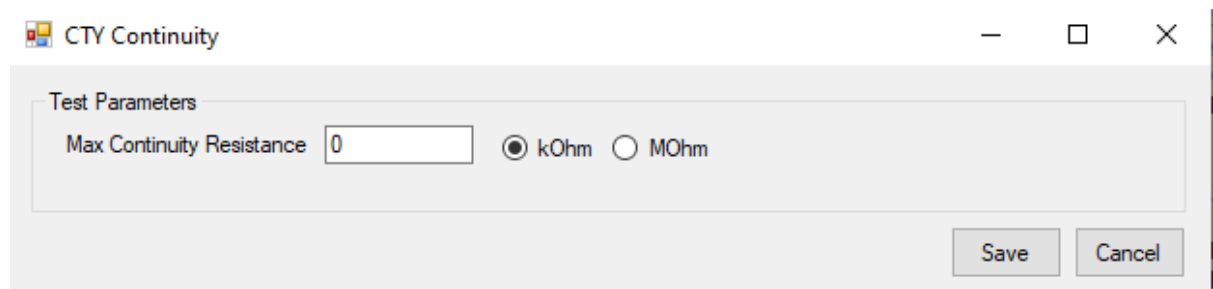 CTY Continuity
Test Parameters
Max Continuity Resistance 0 kOhm MOhm
Save Cancel